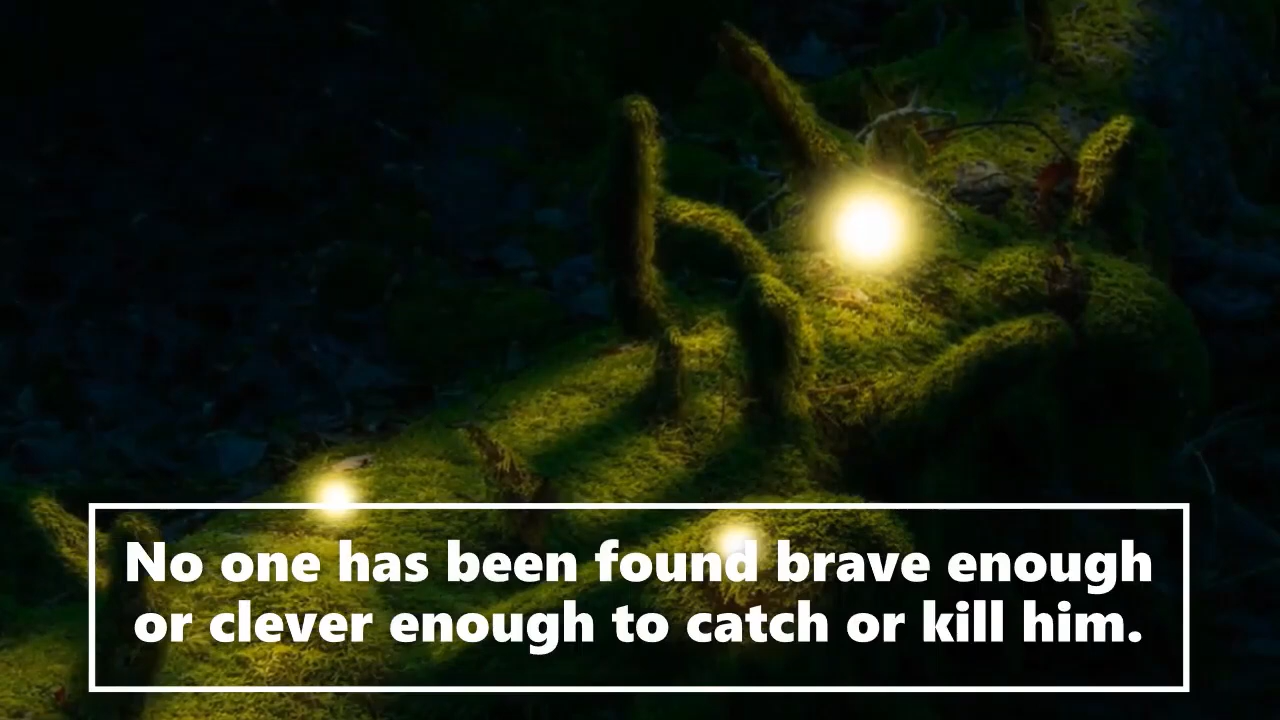 No one has been found brave enough
or clever enough to catch or kill him.